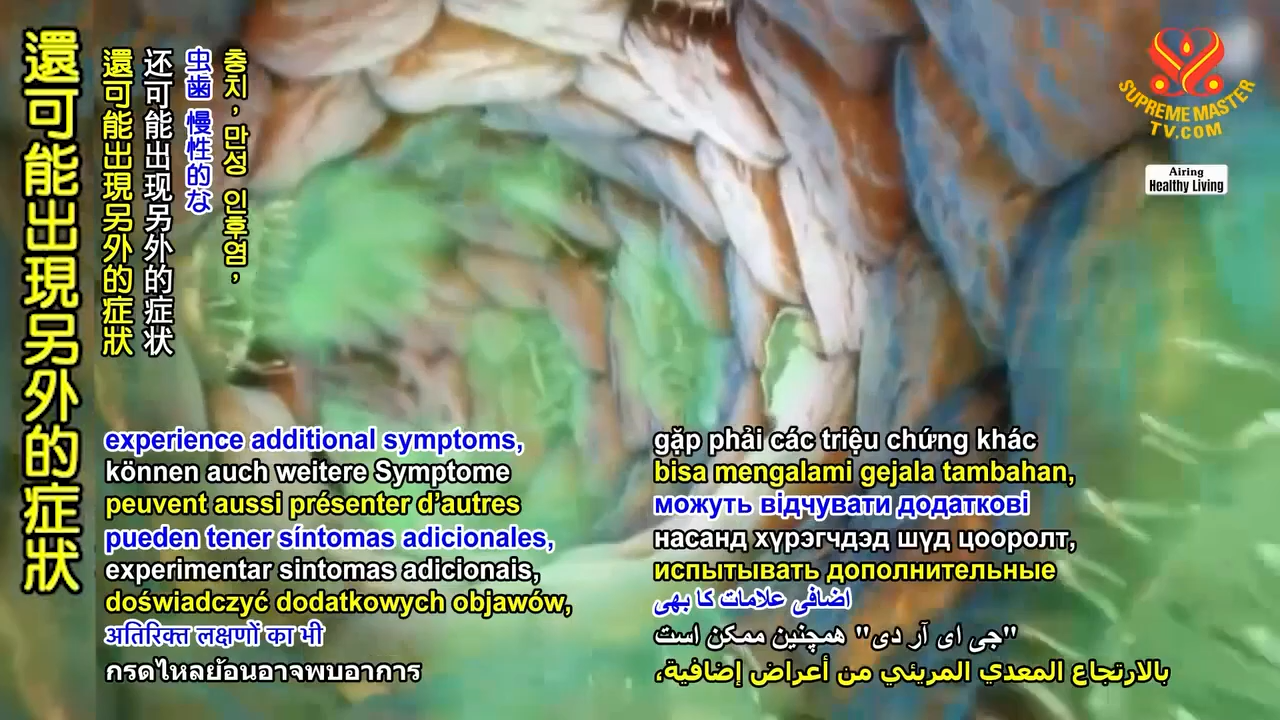 還可能出現另外的症狀
還可能出現另外的症狀
还可能出现另外的症状
虫歯 慢性的な
충치, 만성 인후염,
SUPREME MASTER
TV.COM
Airing
Healthy Living
experience additional symptoms,
können auch weitere Symptome
peuvent aussi présenter d’autres
pueden tener síntomas adicionales,
experimentar sintomas adicionais,
doświadczyć dodatkowych objawów,
अतिरिक्त लक्षणों का भी
กรดไหลย้อนอาจพบอาการ
gặp phải các triệu chứng khác
bisa mengalami gejala tambahan,
можуть відчувати додаткові
насанд хүрэгчдэд шүд цооролт,
испытывать дополнительные
اضافی علامات کا بھی
"جی ای آر دی" همچنین ممکن است
بالارتجاع المعدي المريئي من أعراض إضافية،